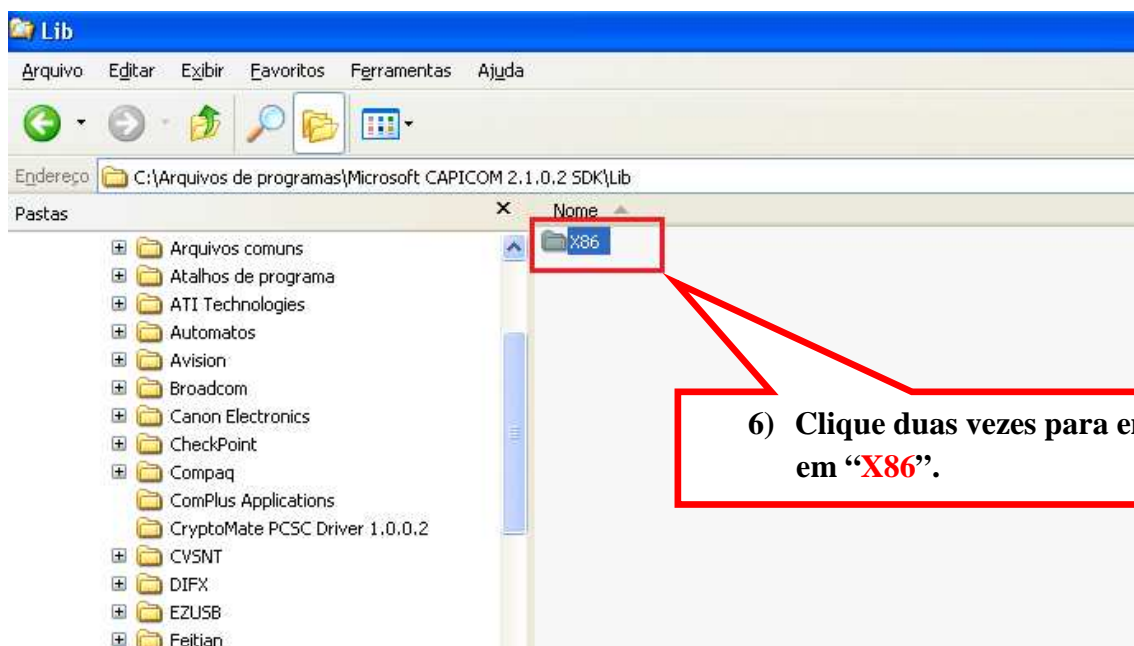 Lib
Arquivo Editar Exibir Favoritos Ferramentas Ajuda
Endereço C:\Arquivos de programas\Microsoft CAPICOM 2.1.0.2 SDK\Lib
Pastas X Nome
X86
Arquivos comuns
Atalhos de programa
ATI Technologies
Automatos
Avision
Broadcom
Canon Electronics
CheckPoint
Compaq
ComPlus Applications
CryptoMate PCSC Driver 1.0.0.2
CVSNT
DIFX
EZUSB
Feitian
6) Clique duas vezes para
em “X86”.